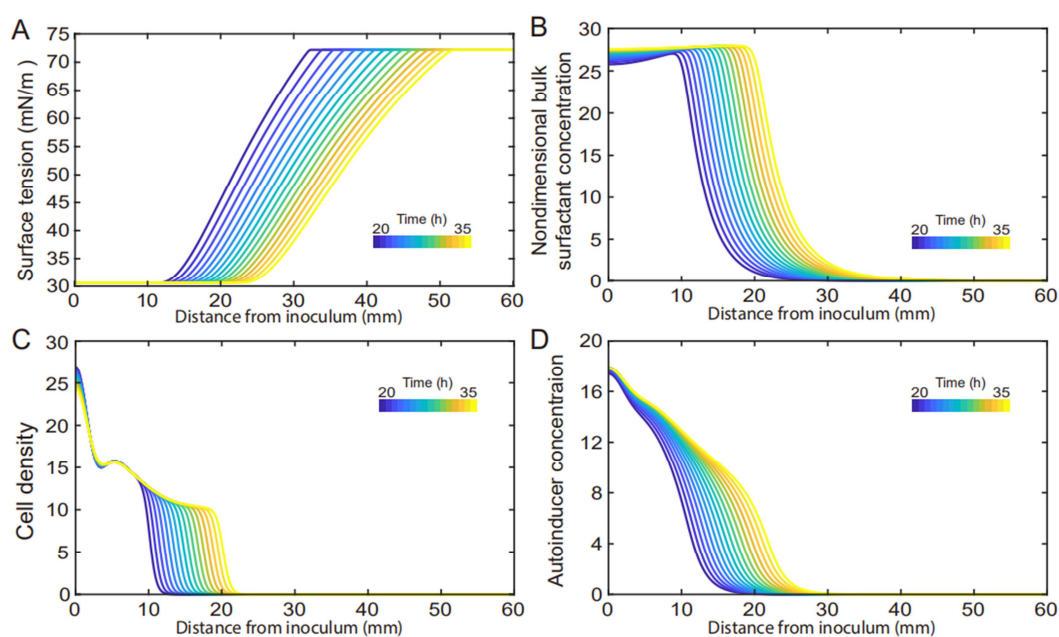 A
75
72
65
60
55
50
45
40
35
30
Surface tension (mN/m)
Time (h)
20 35
0 10 20 30 40 50 60
Distance from inoculum (mm)
B
30
25
20
15
10
5
0
Nondimensional bulk
surfactant concentration
Time (h)
20 35
0 10 20 30 40 50 60
Distance from inoculum (mm)
C
30
25
20
15
10
5
0
Cell density
Time (h)
20 35
0 10 20 30 40 50 60
Distance from inoculum (mm)
D
20
16
12
8
4
0
Autoinducer concentraion
Time (h)
20 35
0 10 20 30 40 50 60
Distance from inoculum (mm)